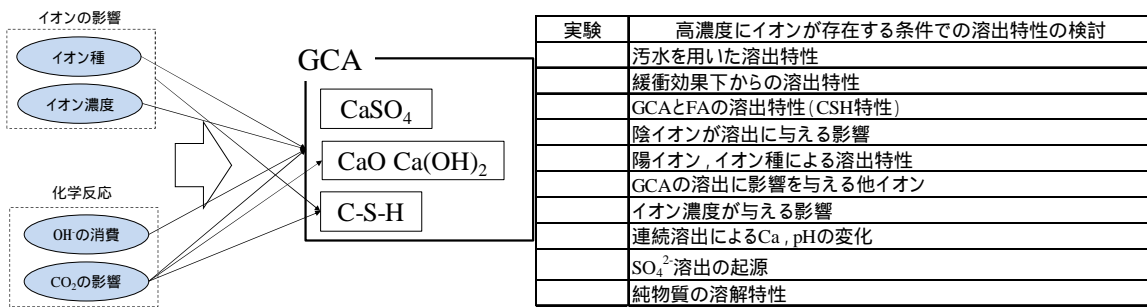 イオンの影響
イオン種
イオン濃度
化学反応
OH⁻の消費
CO₂の影響
GCA
CaSO₄
CaO Ca(OH)₂
C-S-H
実験 高濃度にイオンが存在する条件での溶出特性の検討
汚水を用いた溶出特性
緩衝効果下からの溶出特性
GCAとFAの溶出特性(CSH特性)
陰イオンが溶出に与える影響
陽イオン,イオン種による溶出特性
GCAの溶出に影響を与える他イオン
イオン濃度が与える影響
連続溶出によるCa,pHの変化
SO₄²⁻溶出の起源
純物質の溶解特性